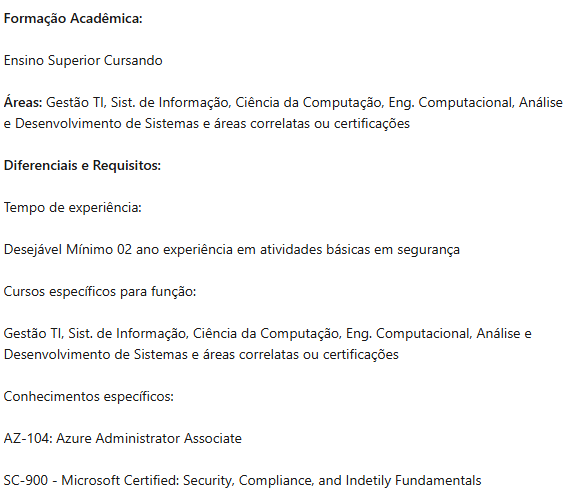 Formação Acadêmica:
Ensino Superior Cursando
Áreas: Gestão TI, Sist. de Informação, Ciência da Computação, Eng. Computacional, Análise
e Desenvolvimento de Sistemas e áreas correlatas ou certificações
Diferenciais e Requisitos:
Tempo de experiência:
Desejável Mínimo 02 ano experiência em atividades básicas em segurança
Cursos específicos para função:
Gestão TI, Sist. de Informação, Ciência da Computação, Eng. Computacional, Análise e
Desenvolvimento de Sistemas e áreas correlatas ou certificações
Conhecimentos específicos:
AZ-104: Azure Administrator Associate
SC-900 - Microsoft Certified: Security, Compliance, and Indetily Fundamentals